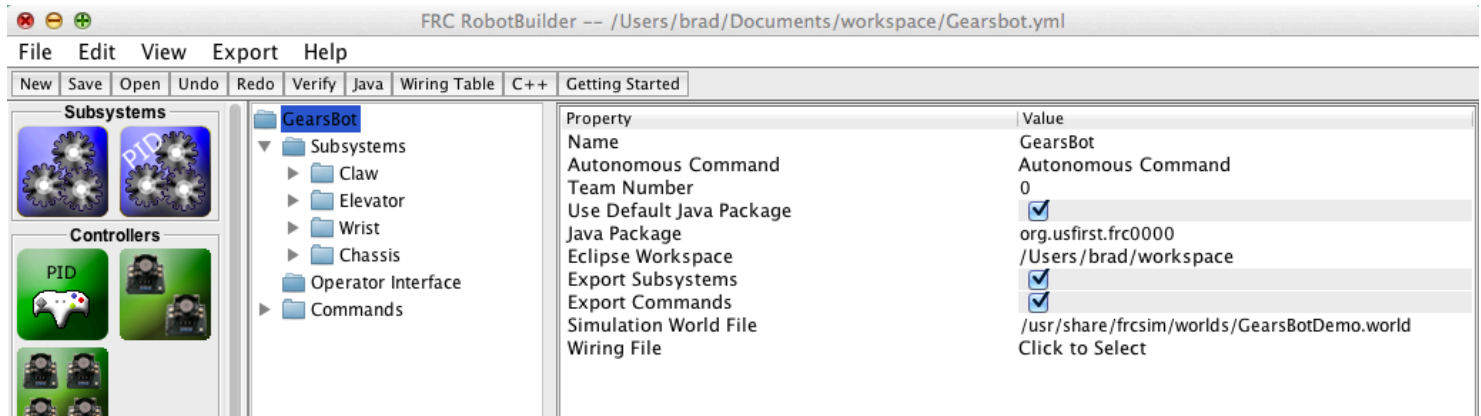 FRC RobotBuilder -- /Users/brad/Documents/workspace/Gearsbot.yml
File Edit View Export Help
New Save Open Undo Redo Verify Java Wiring Table C++ Getting Started
Subsystems
PID
Controllers
PID
GearsBot
Subsystems
Claw
Elevator
Wrist
Chassis
Operator Interface
Commands
Property Value
Name GearsBot
Autonomous Command Autonomous Command
Team Number 0
Use Default Java Package
Java Package org.usfirst.frc0000
Eclipse Workspace /Users/brad/workspace
Export Subsystems
Export Commands
Simulation World File /usr/share/frcsim/worlds/GearsBotDemo.world
Wiring File Click to Select